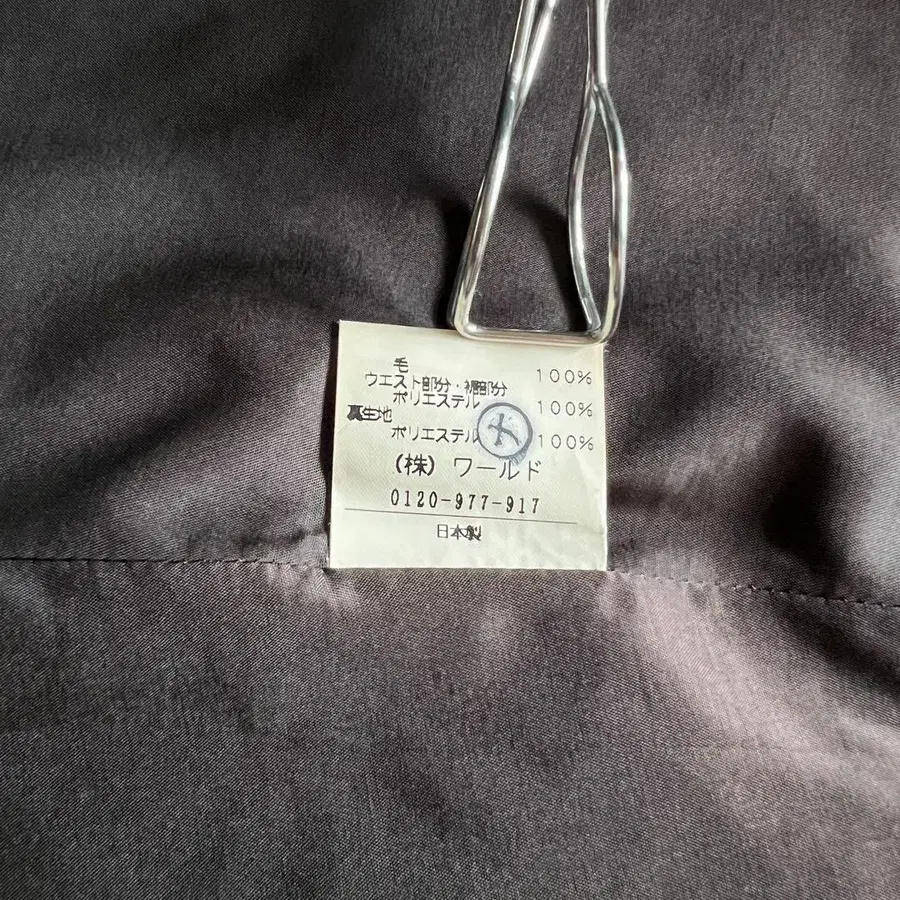 毛 100%
ウエスト部分・裾部分
ポリエステル 100%
裏生地
ポリエステル 100%
(株) ワールド
0120-977-917
日本製